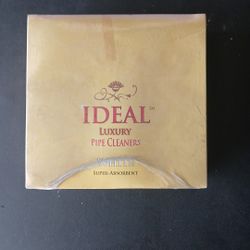 IDEAL™
LUXURY
PIPE CLEANERS
SUPER-ABSORBENT